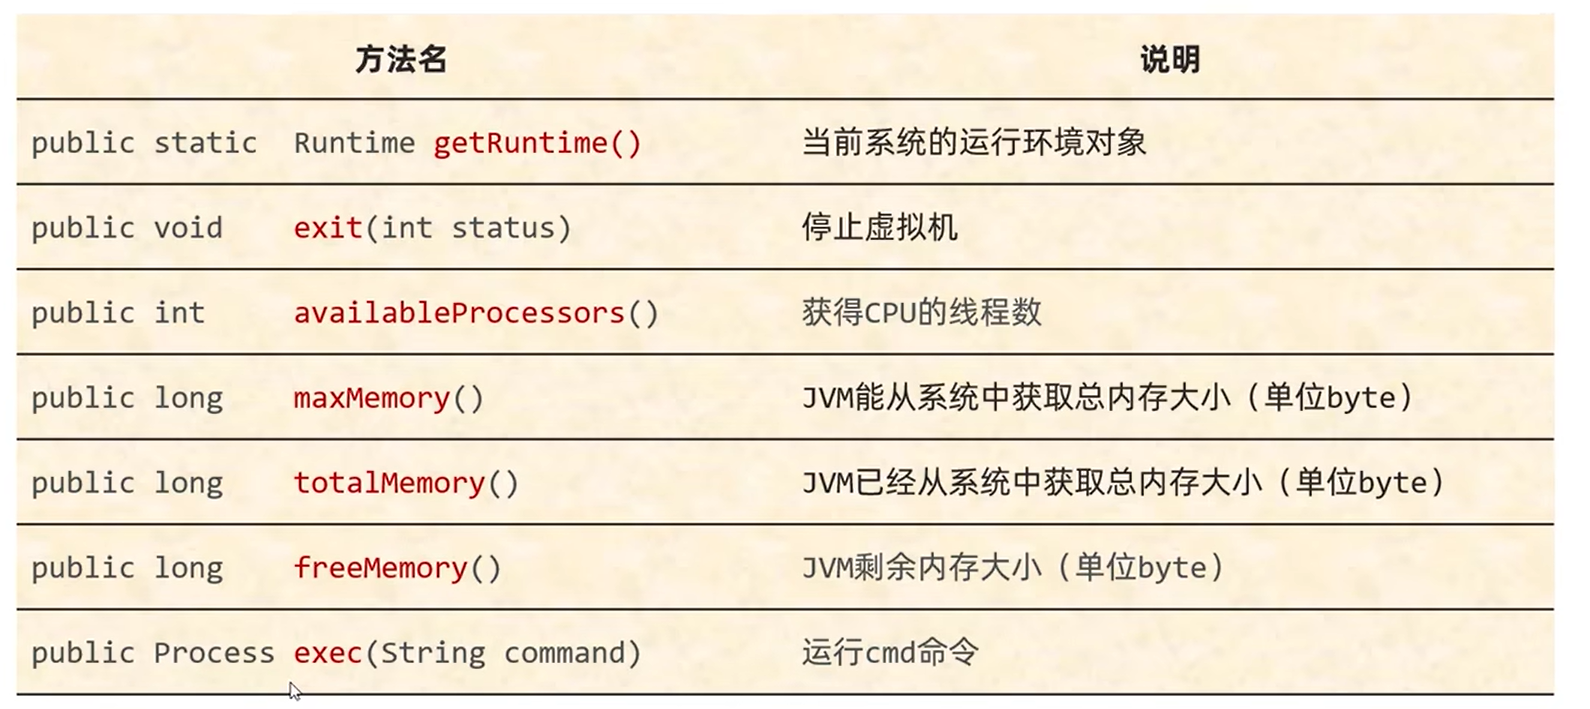 方法名 说明
public static Runtime getRuntime() 当前系统的运行环境对象
public void exit(int status) 停止虚拟机
public int availableProcessors() 获得CPU的线程数
public long maxMemory() JVM能从系统中获取总内存大小（单位byte）
public long totalMemory() JVM已经从系统中获取总内存大小（单位byte）
public long freeMemory() JVM剩余内存大小（单位byte）
public Process exec(String command) 运行cmd命令